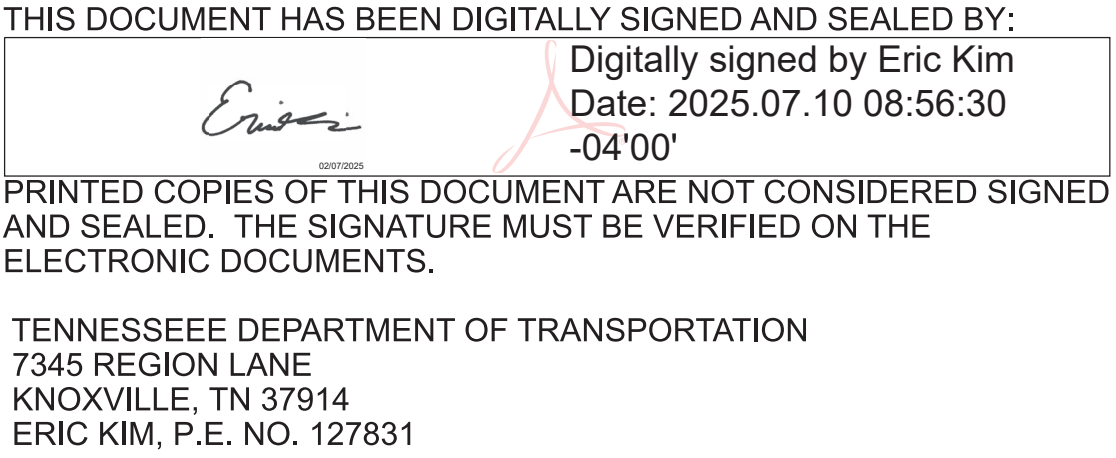 THIS DOCUMENT HAS BEEN DIGITALLY SIGNED AND SEALED BY:
Digitally signed by Eric Kim
Date: 2025.07.10 08:56:30
-04'00'
02/07/2025
PRINTED COPIES OF THIS DOCUMENT ARE NOT CONSIDERED SIGNED
AND SEALED. THE SIGNATURE MUST BE VERIFIED ON THE
ELECTRONIC DOCUMENTS.
TENNESSEEE DEPARTMENT OF TRANSPORTATION
7345 REGION LANE
KNOXVILLE, TN 37914
ERIC KIM, P.E. NO. 127831